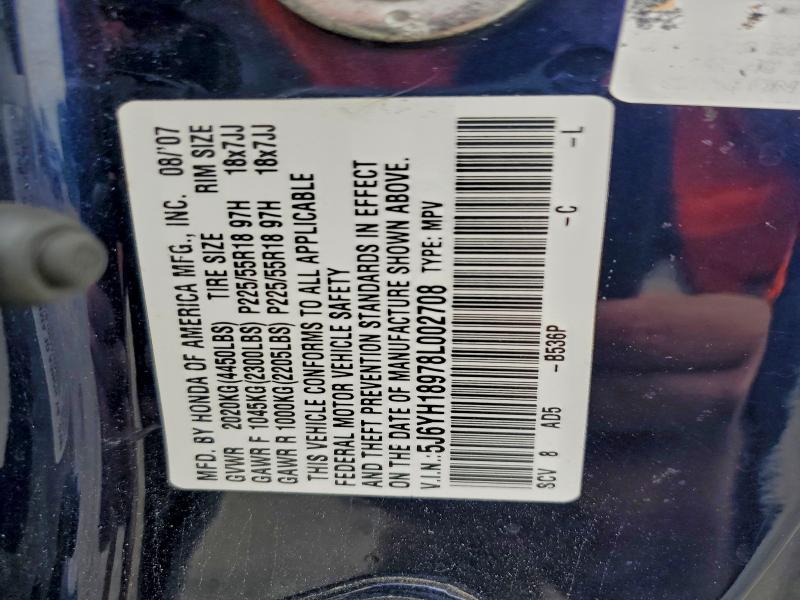 MFD. BY HONDA OF AMERICA MFG., INC. 08/'07
GVWR 2020KG(4450LBS) TIRE SIZE RIM SIZE
GAWR F 1045KG(2300LBS) P225/55R18 97H 18x7JJ
GAWR R 1000KG(2205LBS) P225/55R18 97H 18x7JJ
THIS VEHICLE CONFORMS TO ALL APPLICABLE
FEDERAL MOTOR VEHICLE SAFETY
AND THEFT PREVENTION STANDARDS IN EFFECT
ON THE DATE OF MANUFACTURE SHOWN ABOVE.
V.I.N.:5J6YH18978L002708 TYPE: MPV
SCV 8 AD5 -B536P -C -L